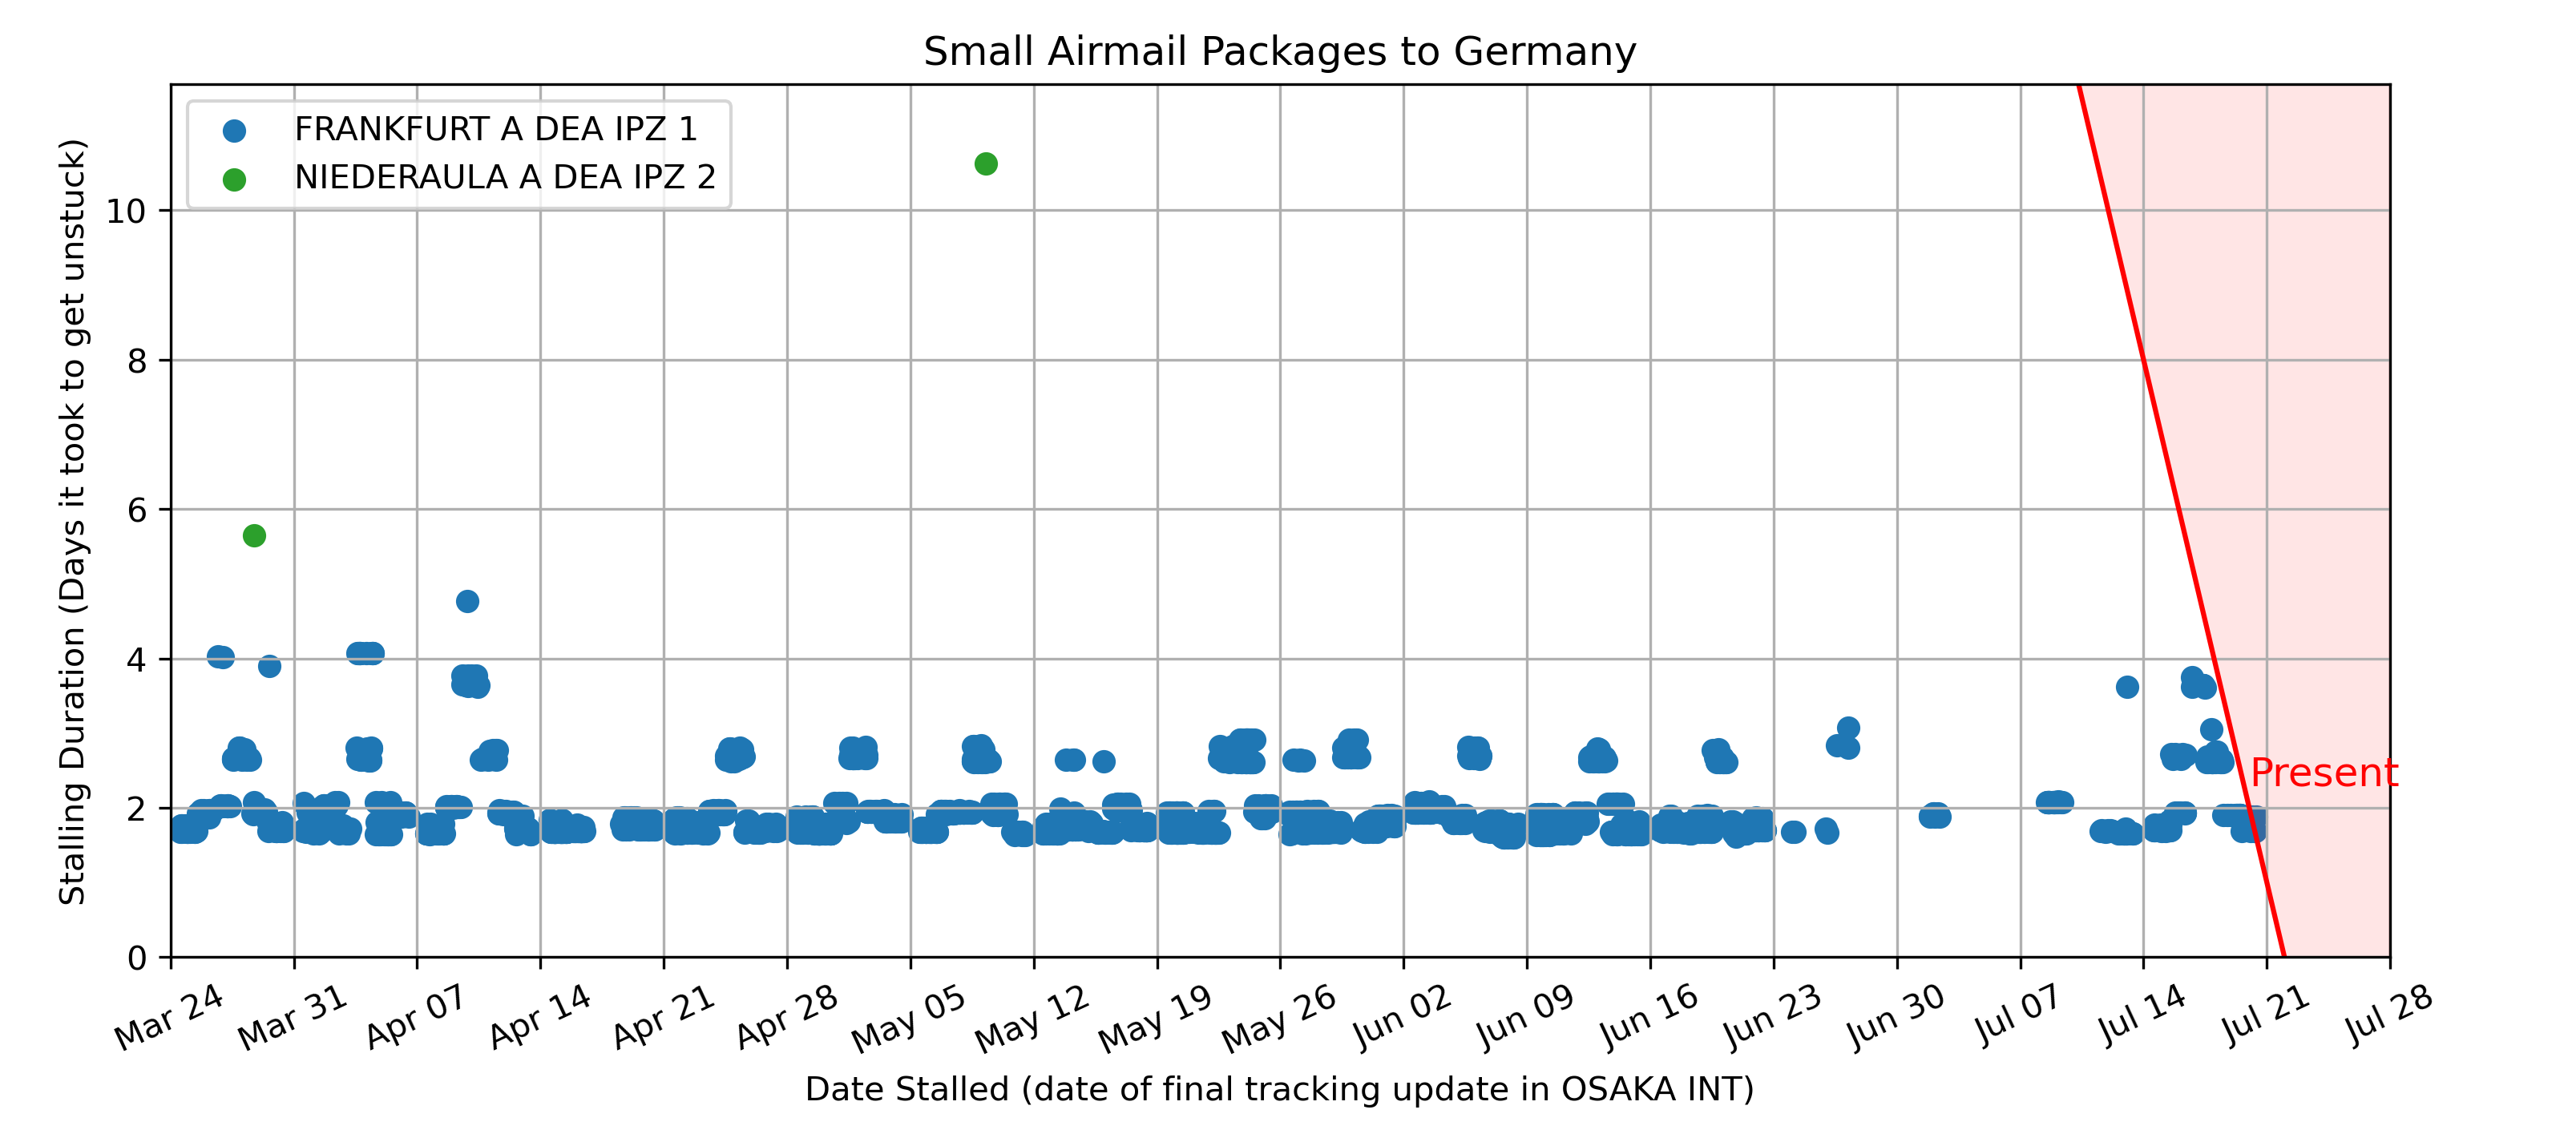 Small Airmail Packages to Germany
FRANKFURT A DEA IPZ 1
NIEDERAULA A DEA IPZ 2
Stalling Duration (Days it took to get unstuck)
10
8
6
4
2
0
Present
Mar 24 Mar 31 Apr 07 Apr 14 Apr 21 Apr 28 May 05 May 12 May 19 May 26 Jun 02 Jun 09 Jun 16 Jun 23 Jun 30 Jul 07 Jul 14 Jul 21 Jul 28
Date Stalled (date of final tracking update in OSAKA INT)